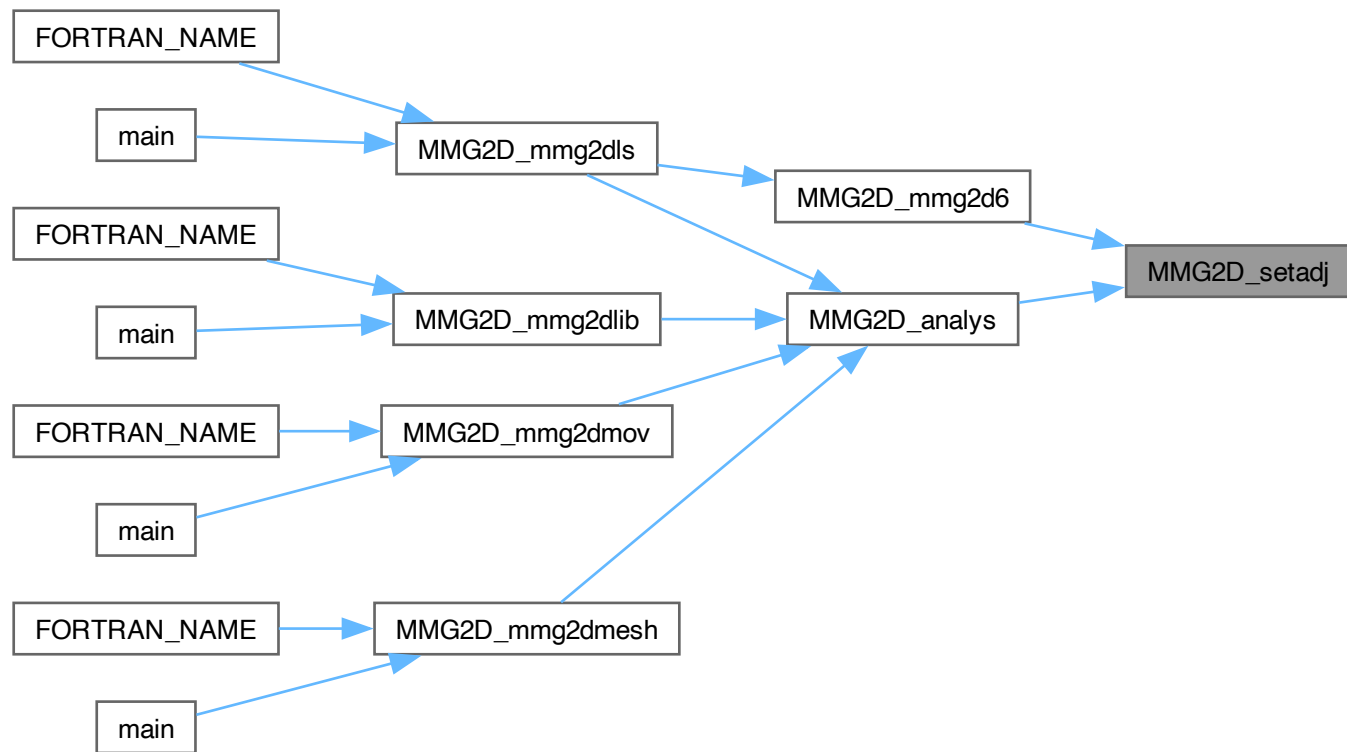 FORTRAN_NAME
main
MMG2D_mmg2dls
MMG2D_mmg2d6
FORTRAN_NAME
MMG2D_setadj
main
MMG2D_mmg2dlib
MMG2D_analys
FORTRAN_NAME
MMG2D_mmg2dmov
main
FORTRAN_NAME
MMG2D_mmg2dmesh
main